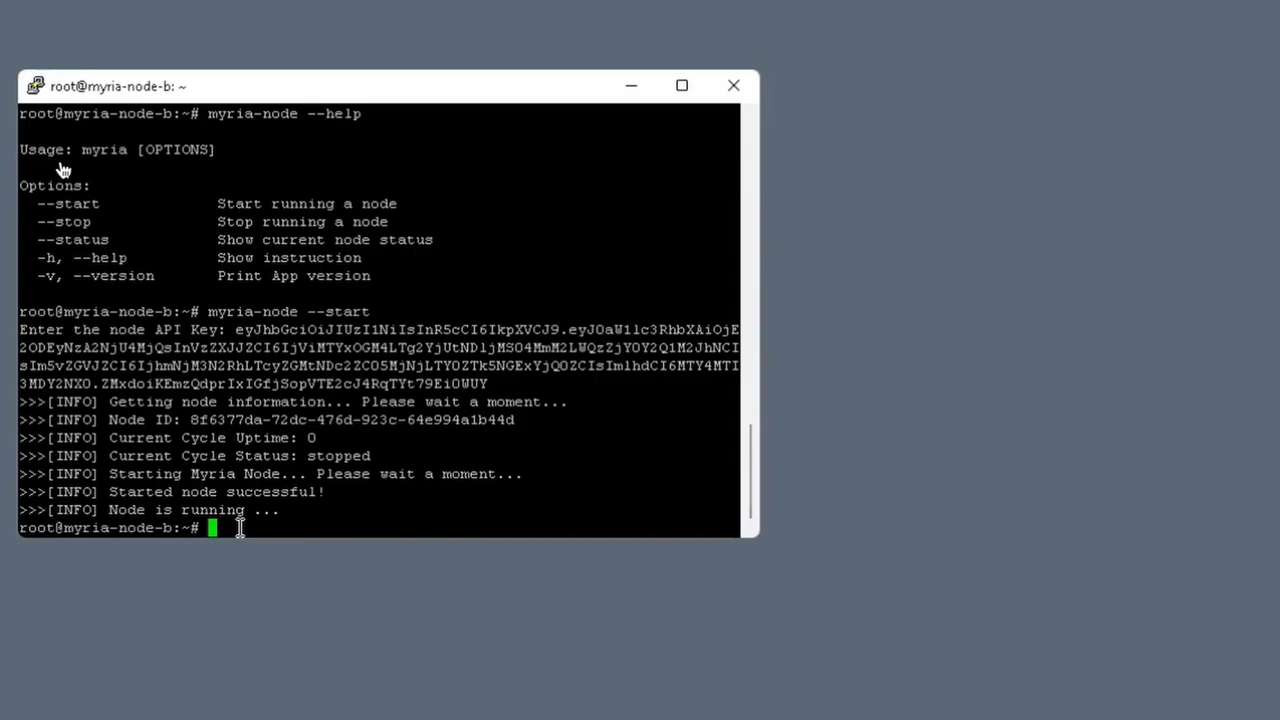 root@myria-node-b: ~
root@myria-node-b:~# myria-node --help
Usage: myria [OPTIONS]
Options:
--start Start running a node
--stop Stop running a node
--status Show current node status
-h, --help Show instruction
-v, --version Print App version
root@myria-node-b:~# myria-node --start
Enter the node API Key:
>>>[INFO] Getting node information... Please wait a moment...
>>>[INFO] Node ID: 8f6377da-72dc-476d-923c-64e994a1b44d
>>>[INFO] Current Cycle Uptime: 0
>>>[INFO] Current Cycle Status: stopped
>>>[INFO] Starting Myria Node... Please wait a moment...
>>>[INFO] Started node successful!
>>>[INFO] Node is running ...
root@myria-node-b:~#